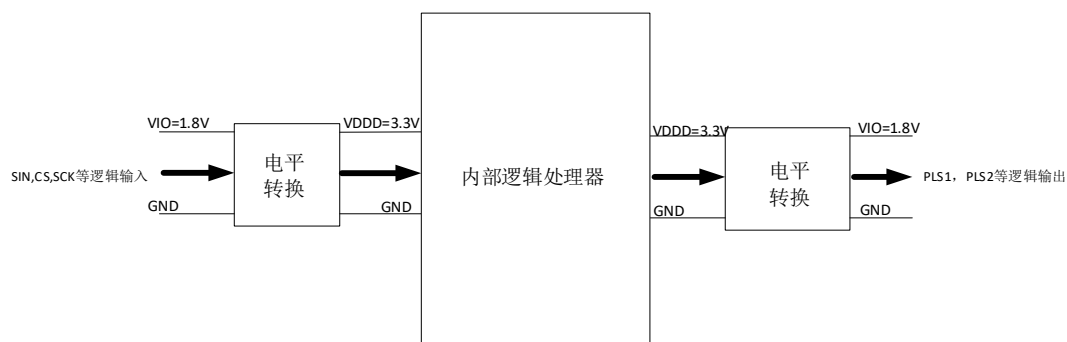 VIO=1.8V
VDDD=3.3V
SIN,CS,SCK等逻辑输入
电平
转换
GND
GND
内部逻辑处理器
VDDD=3.3V
VIO=1.8V
电平
转换
PLS1，PLS2等逻辑输出
GND
GND